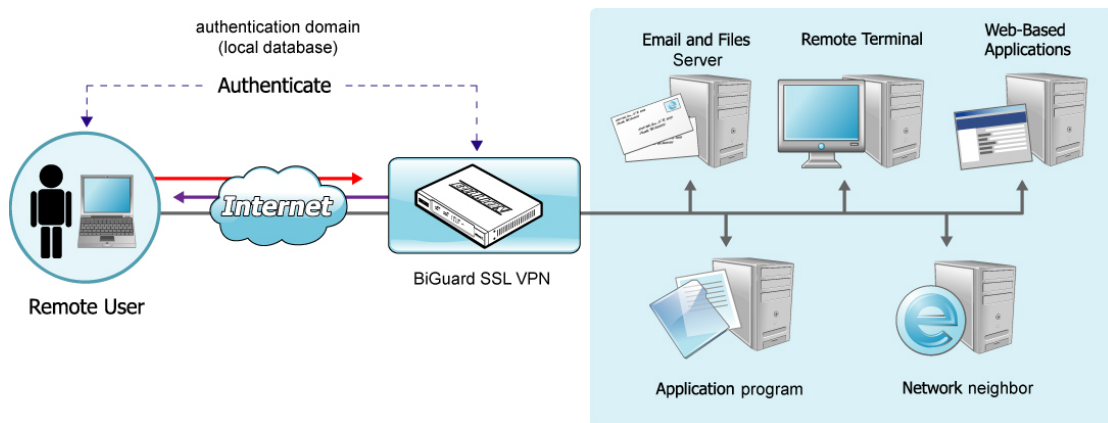 authentication domain
(local database)
Authenticate
Internet
Remote User
BiGuard SSL VPN
Email and Files
Server
Remote Terminal
Web-Based
Applications
Application program
Network neighbor